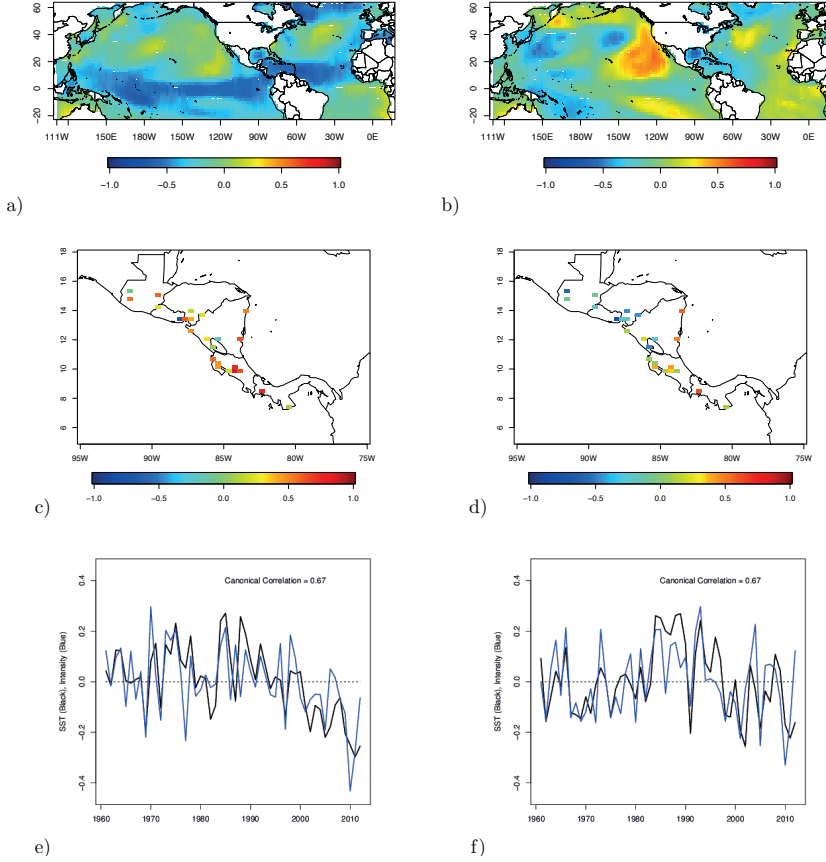 60
40
20
0
−20
111W 150E 180W 150W 120W 90W 60W 30W 0E
−1.0 −0.5 0.0 0.5 1.0
a)
60
40
20
0
−20
111W 150E 180W 150W 120W 90W 60W 30W 0E
−1.0 −0.5 0.0 0.5 1.0
b)
18
16
14
12
10
8
6
95W 90W 85W 80W 75W
−1.0 −0.5 0.0 0.5 1.0
c)
18
16
14
12
10
8
6
95W 90W 85W 80W 75W
−1.0 −0.5 0.0 0.5 1.0
d)
Canonical Correlation = 0.67
SST (Black), Intensity (Blue)
0.4
0.2
0.0
−0.2
−0.4
1960 1970 1980 1990 2000 2010
e)
Canonical Correlation = 0.67
SST (Black), Intensity (Blue)
0.4
0.2
0.0
−0.2
−0.4
1960 1970 1980 1990 2000 2010
f)